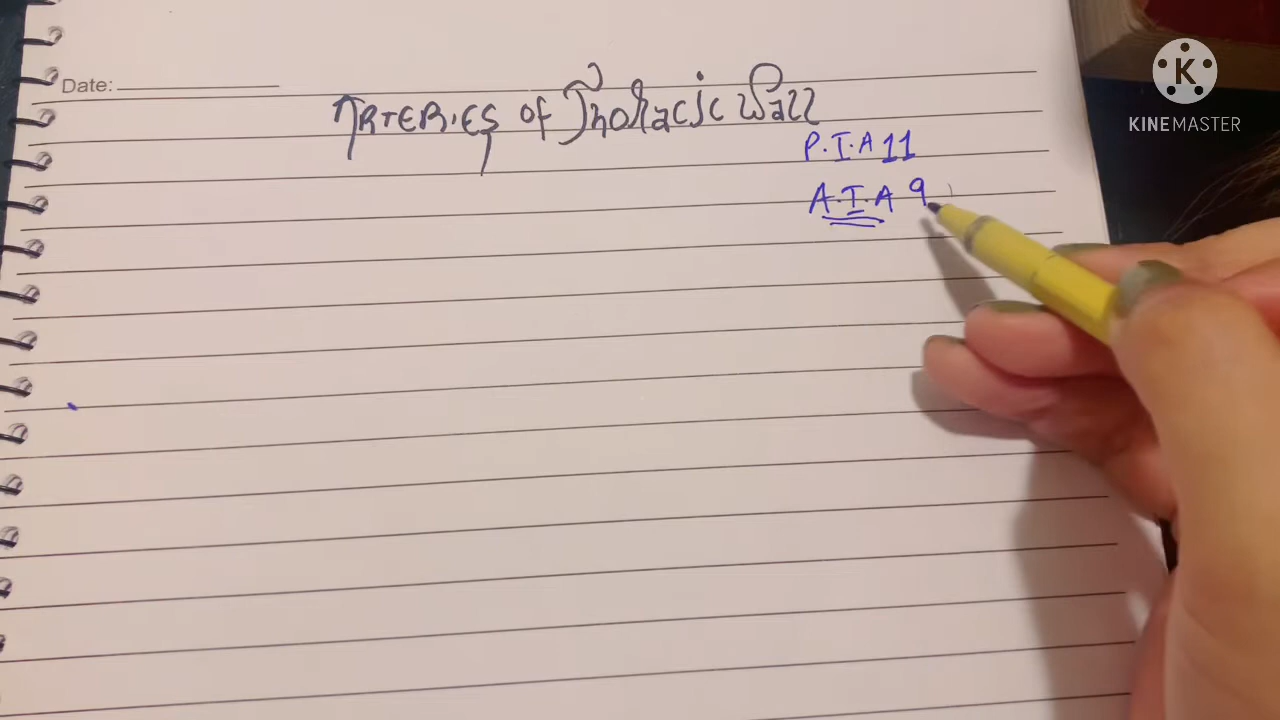 Date:
ARTERIES of Thoracic Wall
P.I.A 11
A.I.A 9
K
KINEMASTER